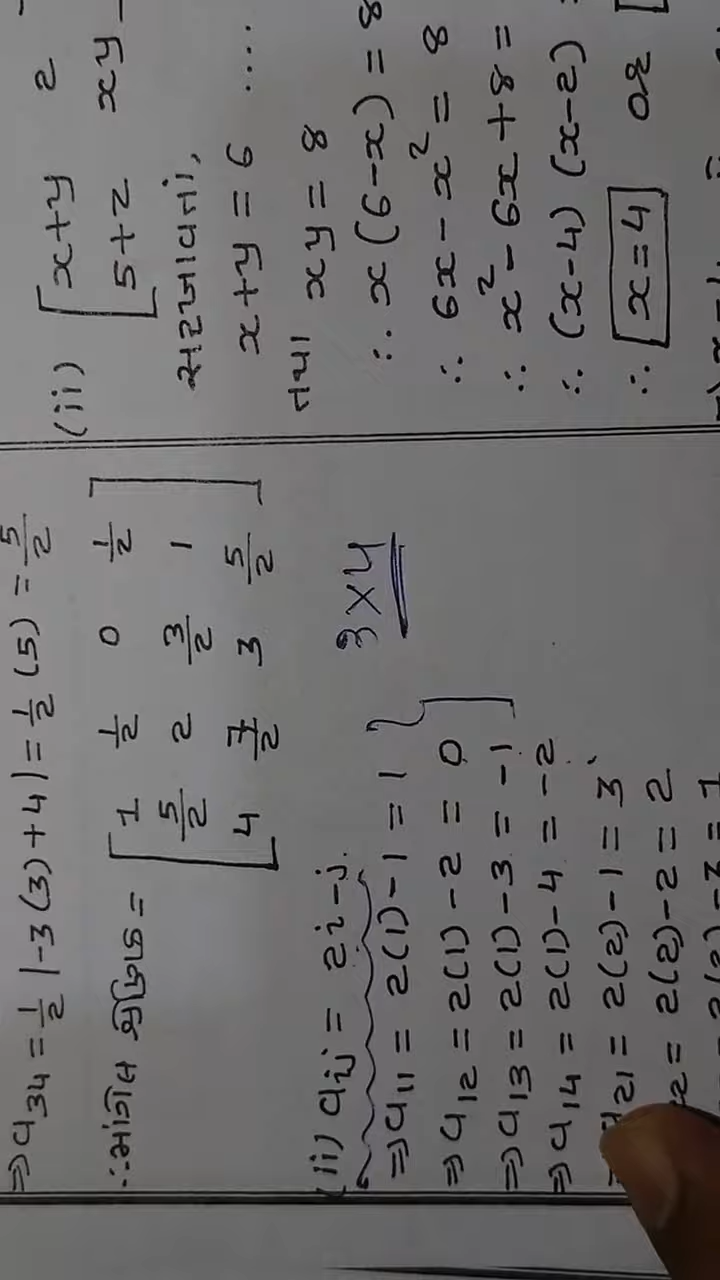 ⇒ a34 = 1/2 |-3(3)+4| = 1/2 (5) = 5/2
∴ માંગેલ શ્રેણિક = [ 1 1/2 0 1/2
5/2 2 3/2 1
4 7/2 3 5/2 ]
(ii) aij = 2i-j. 3×4
⇒ a11 = 2(1)-1 = 1
⇒ a12 = 2(1)-2 = 0
⇒ a13 = 2(1)-3 = -1
⇒ a14 = 2(1)-4 = -2
a21 = 2(2)-1 = 3
= 2(2)-2 = 2
(ii) [ x+y 2
5+z xy
સરખાવતાં,
x+y = 6 ....
તથા xy = 8
∴ x(6-x) = 8
∴ 6x - x² = 8
∴ x² - 6x + 8 =
∴ (x-4) (x-2)
∴ [x=4] or